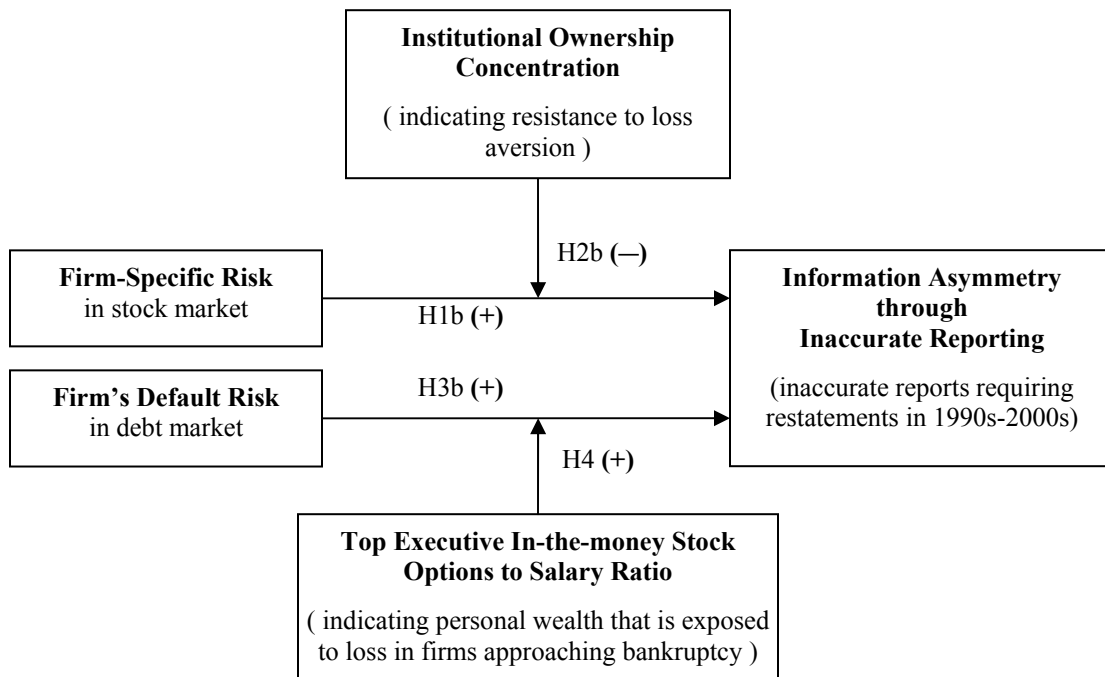 Institutional Ownership
Concentration
( indicating resistance to loss
aversion )
H2b (—)
Firm-Specific Risk
in stock market
H1b (+)
Information Asymmetry
through
Inaccurate Reporting
(inaccurate reports requiring
restatements in 1990s-2000s)
Firm’s Default Risk
in debt market
H3b (+)
H4 (+)
Top Executive In-the-money Stock
Options to Salary Ratio
( indicating personal wealth that is exposed
to loss in firms approaching bankruptcy )